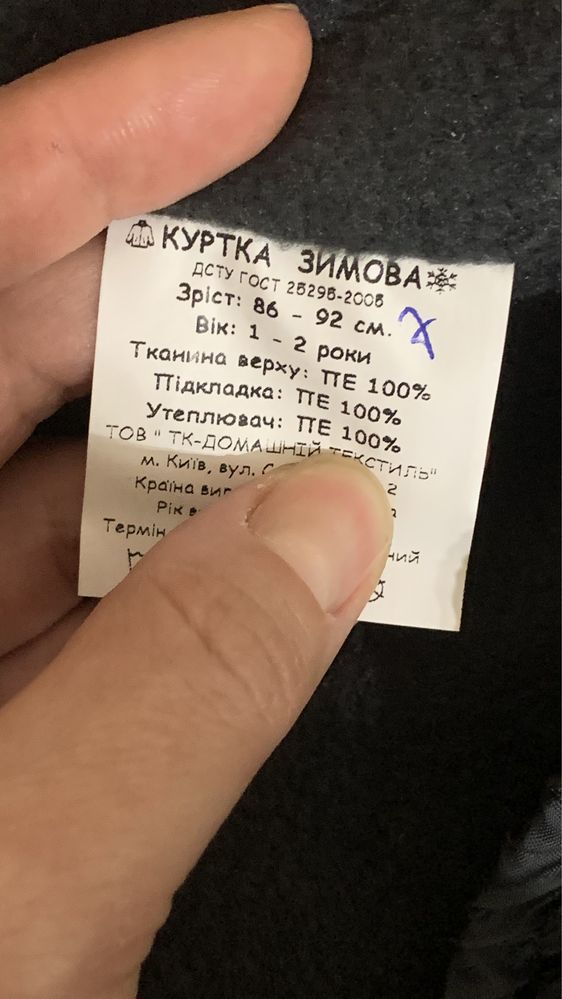 КУРТКА ЗИМОВА
ДСТУ ГОСТ 25295-2005
Зріст: 86 - 92 см.
Вік: 1 - 2 роки
Тканина верху: ПЕ 100%
Підкладка: ПЕ 100%
Утеплювач: ПЕ 100%
ТОВ " ТК-ДОМАШНІЙ ТЕКСТИЛЬ"
м. Київ, вул.
Країна
Рік
Термін